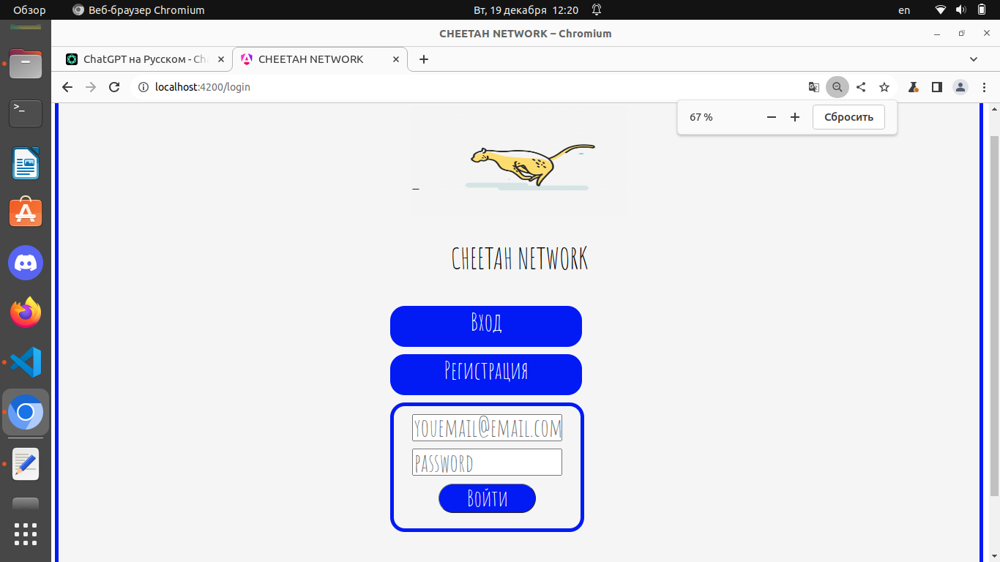 Обзор Веб-браузер Chromium Вт, 19 декабря 12:20 en
CHEETAH NETWORK – Chromium
ChatGPT на Русском - Ch CHEETAH NETWORK
localhost:4200/login
67 % Сбросить
CHEETAH NETWORK
Вход
Регистрация
youemail@email.com
password
Войти